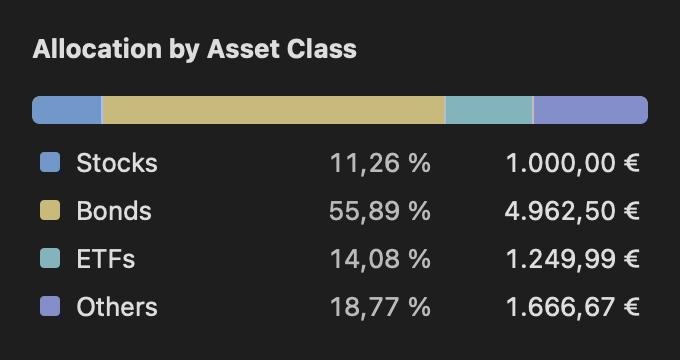 Allocation by Asset Class
Stocks 11,26 % 1.000,00 €
Bonds 55,89 % 4.962,50 €
ETFs 14,08 % 1.249,99 €
Others 18,77 % 1.666,67 €